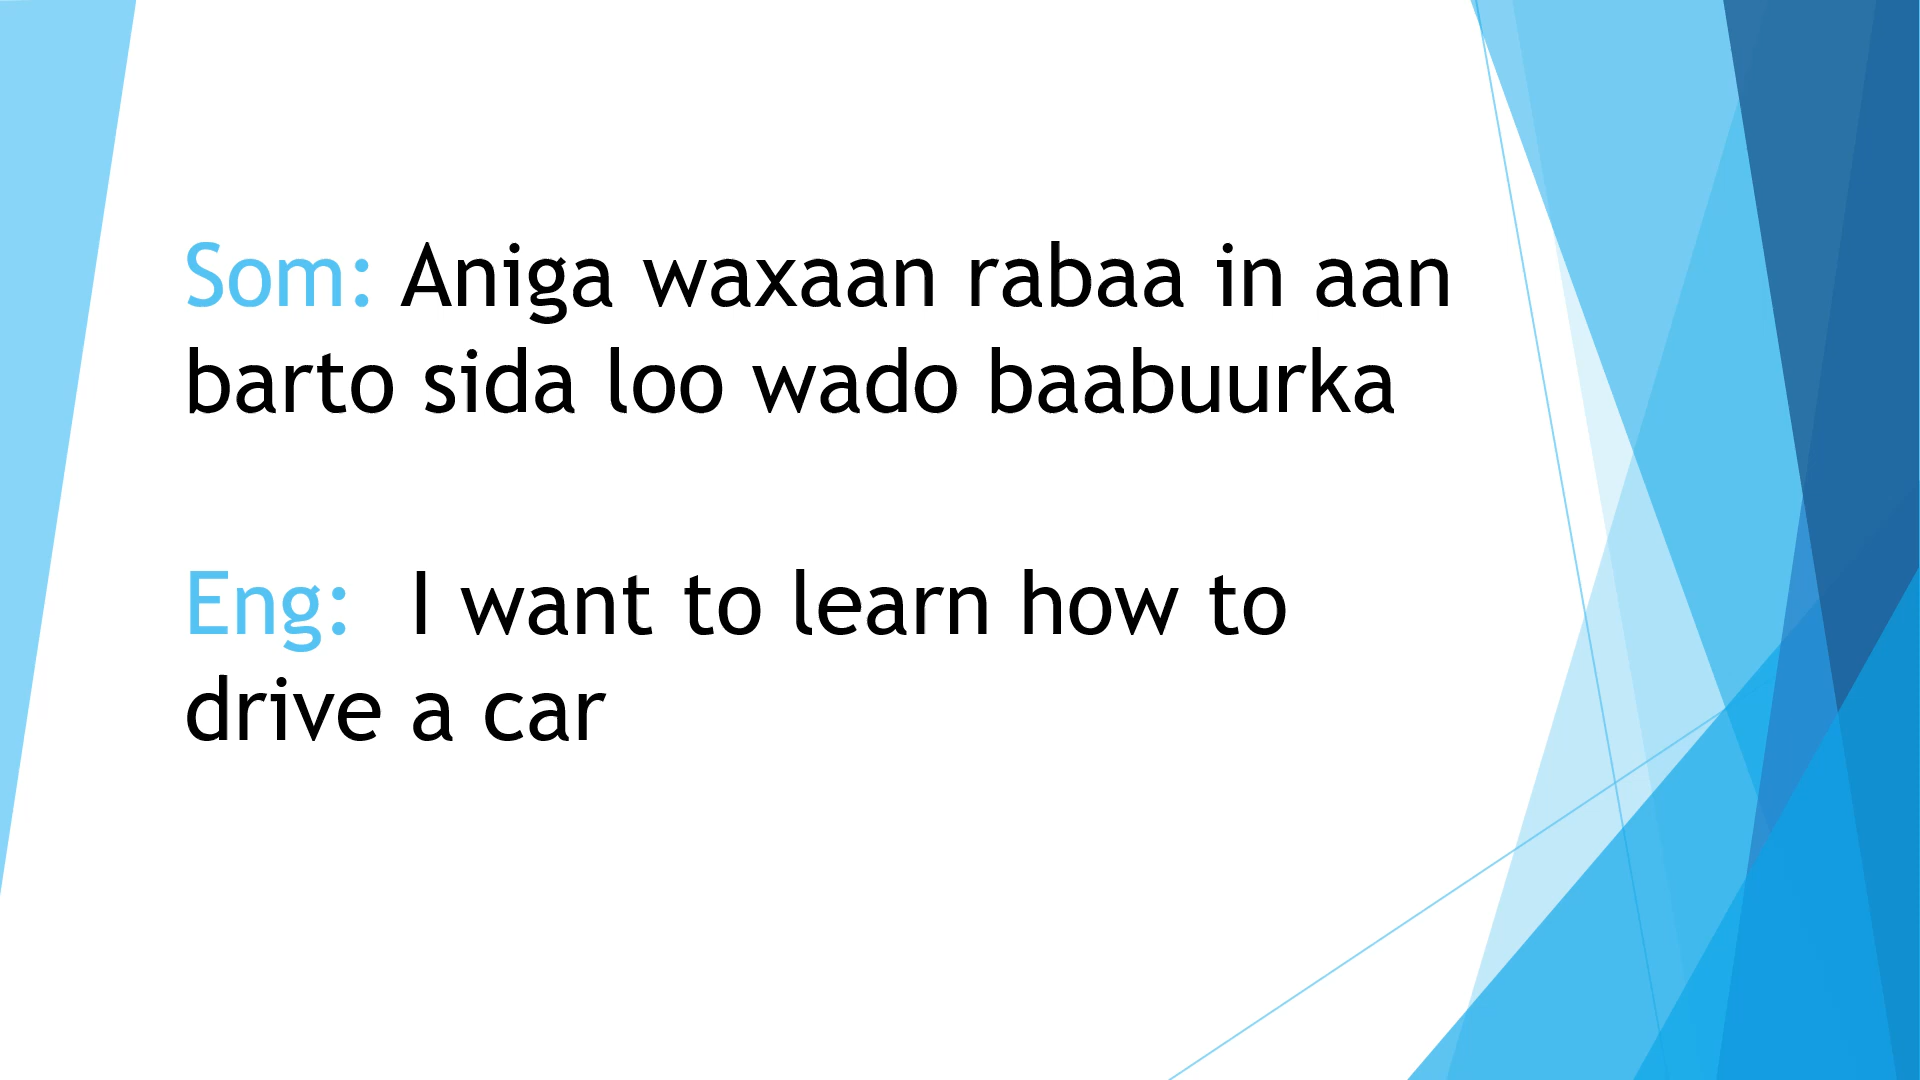 Som: Aniga waxaan rabaa in aan
barto sida loo wado baabuurka
Eng: I want to learn how to
drive a car